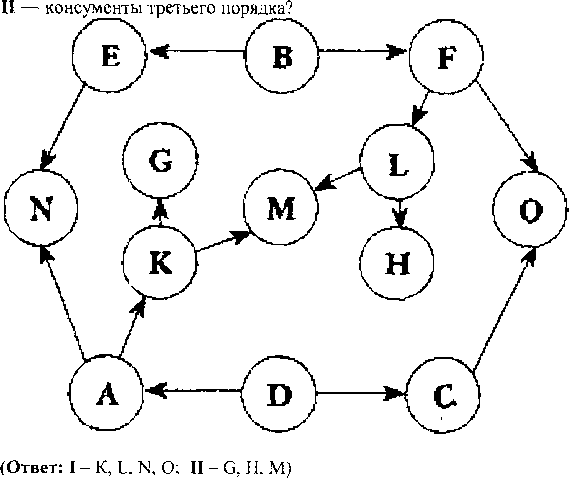 II — консументы третьего порядка?
E B F
G L
N M O
K H
A D C
(Ответ: I – K, L, N, O; II – G, H, M)